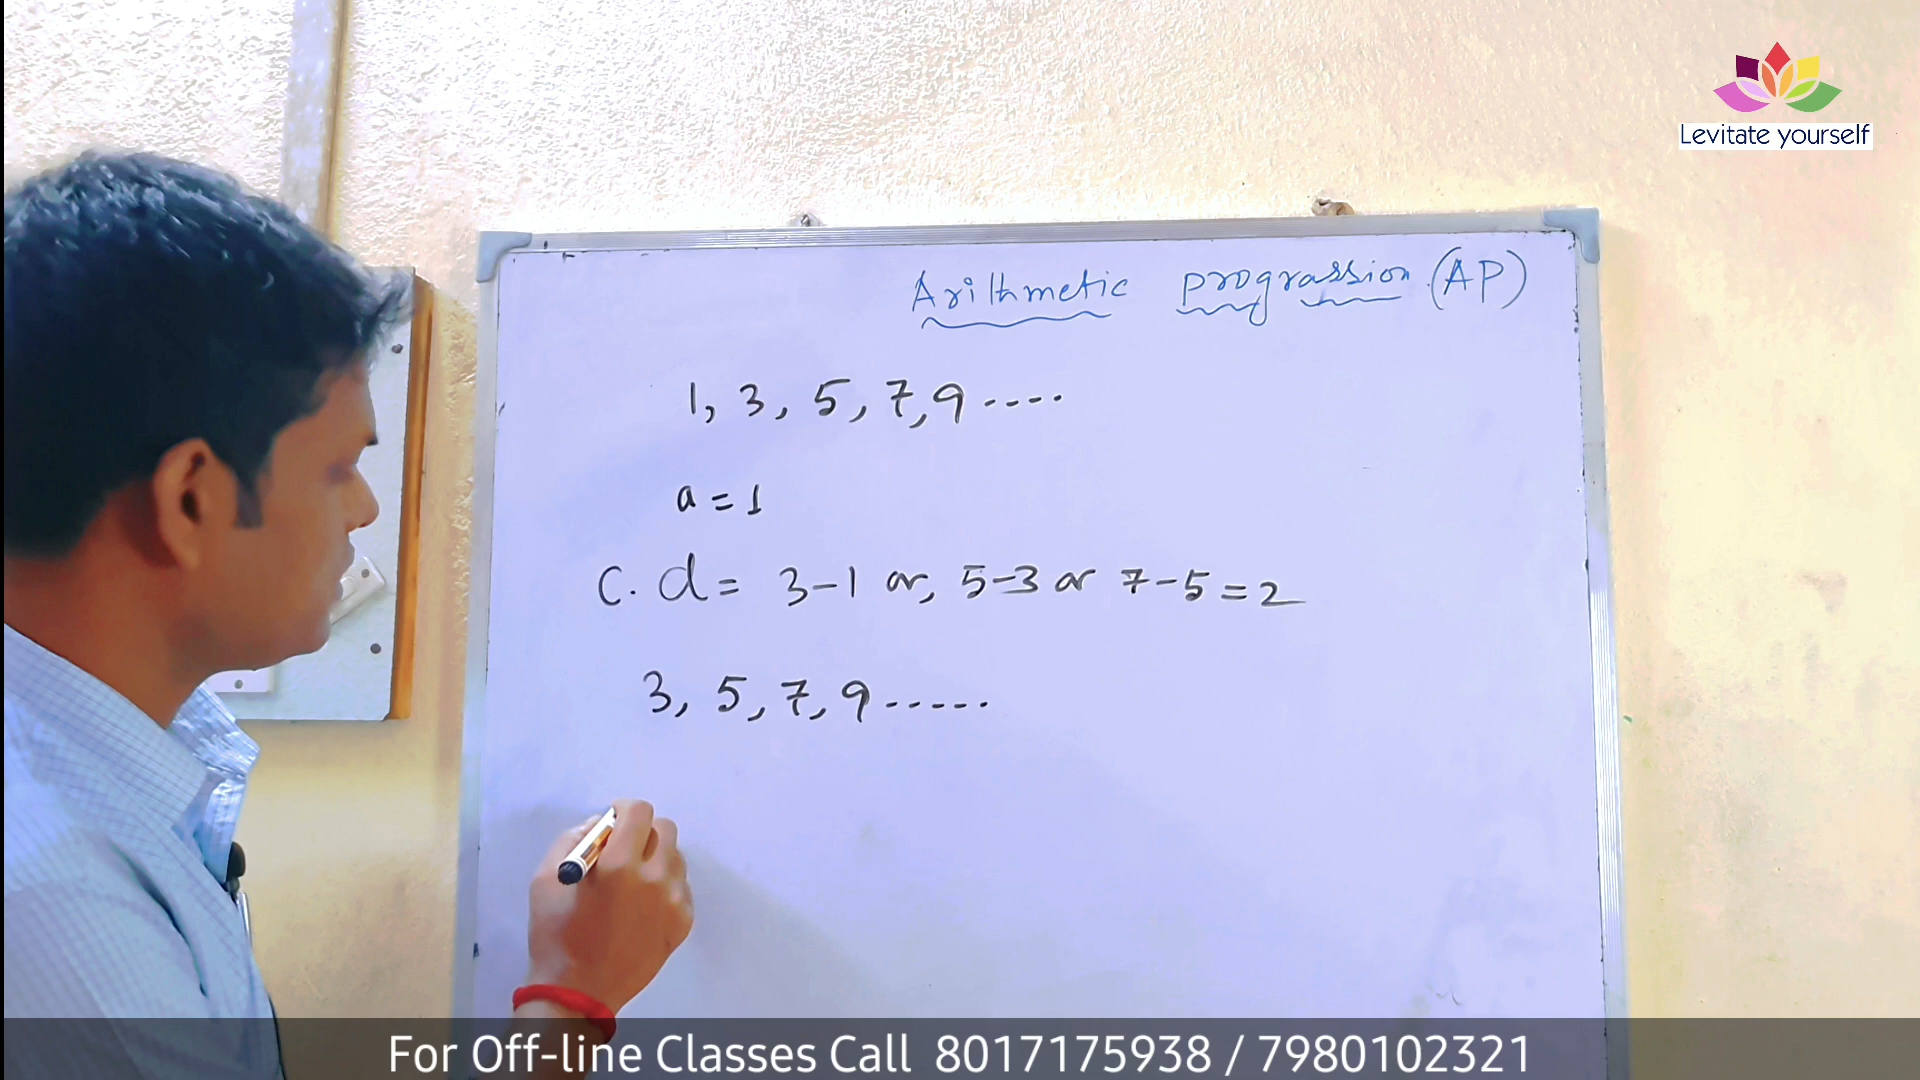 Levitate yourself
Arithmetic prograssion (AP)
1, 3, 5, 7, 9 ----
a = 1
C. d = 3-1 or, 5-3 or 7-5 = 2
3, 5, 7, 9 -----
For Off-line Classes Call 8017175938 / 7980102321